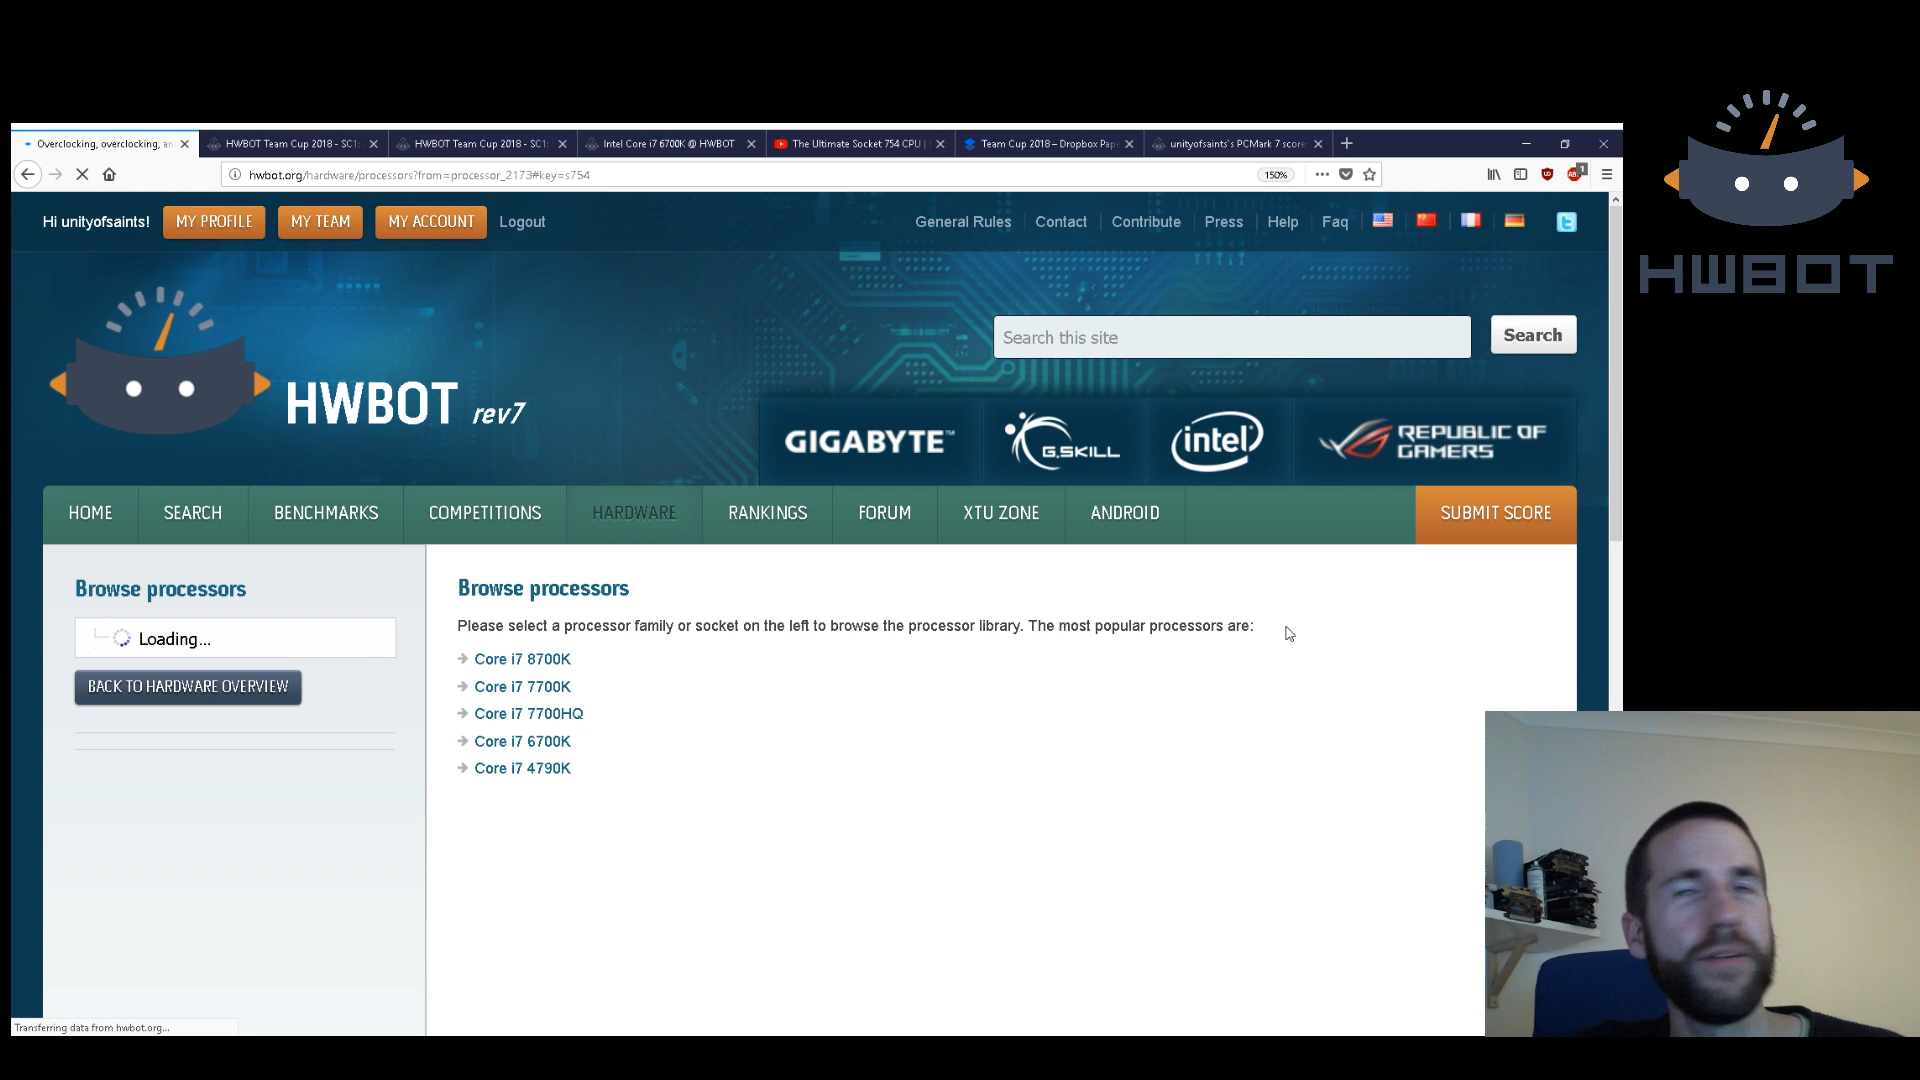 Overclocking, overclocking, an
HWBOT Team Cup 2018 - SC1:
HWBOT Team Cup 2018 - SC1:
Intel Core i7 6700K @ HWBOT
The Ultimate Socket 754 CPU |
Team Cup 2018 – Dropbox Pape
unityofsaints's PCMark 7 score:
hwbot.org/hardware/processors?from=processor_2173#key=s754
150%
Hi unityofsaints!
MY PROFILE
MY TEAM
MY ACCOUNT
Logout
General Rules
Contact
Contribute
Press
Help
Faq
HWBOT
HWBOT rev7
Search this site
Search
GIGABYTE™
G.SKILL
intel
REPUBLIC OF
GAMERS
HOME
SEARCH
BENCHMARKS
COMPETITIONS
HARDWARE
RANKINGS
FORUM
XTU ZONE
ANDROID
SUBMIT SCORE
Browse processors
Loading...
BACK TO HARDWARE OVERVIEW
Browse processors
Please select a processor family or socket on the left to browse the processor library. The most popular processors are:
Core i7 8700K
Core i7 7700K
Core i7 7700HQ
Core i7 6700K
Core i7 4790K
Transferring data from hwbot.org...